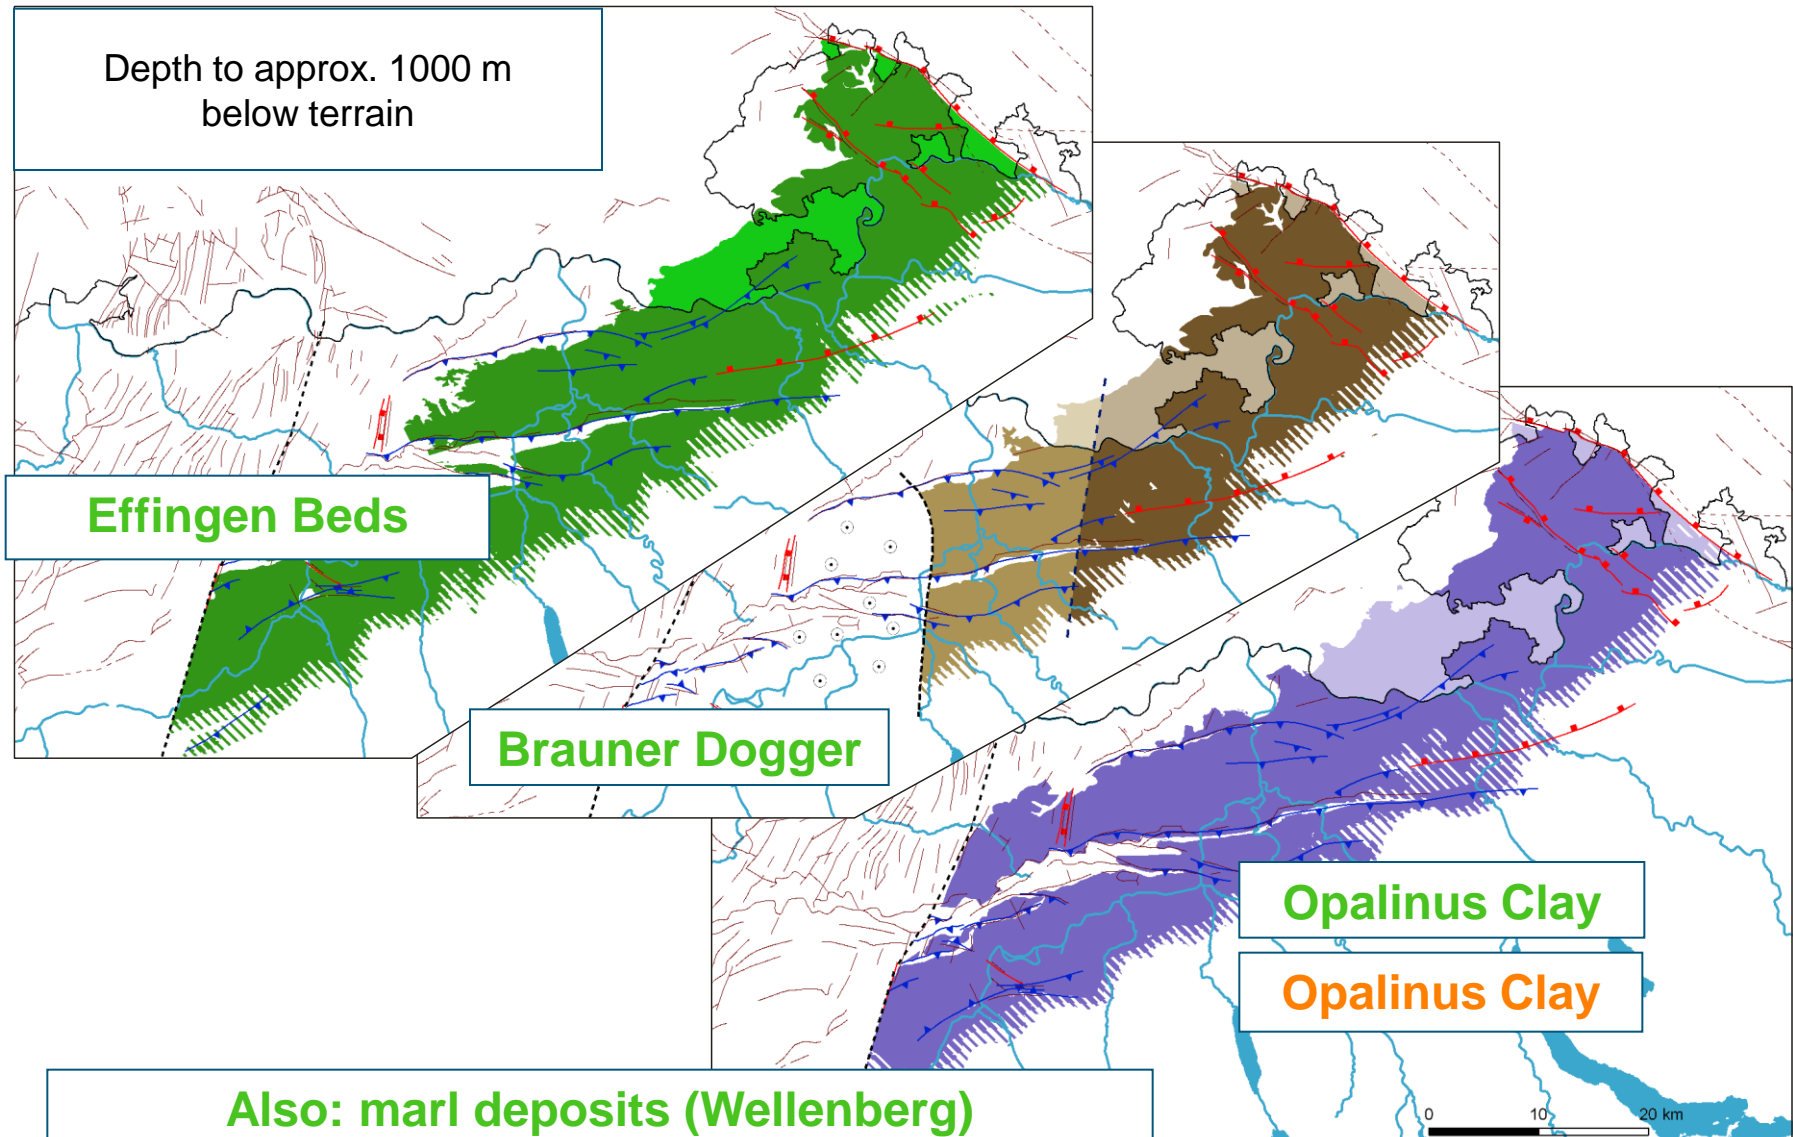 Depth to approx. 1000 m
below terrain
Effingen Beds
Brauner Dogger
Opalinus Clay
Opalinus Clay
Also: marl deposits (Wellenberg)
0 10 20 km